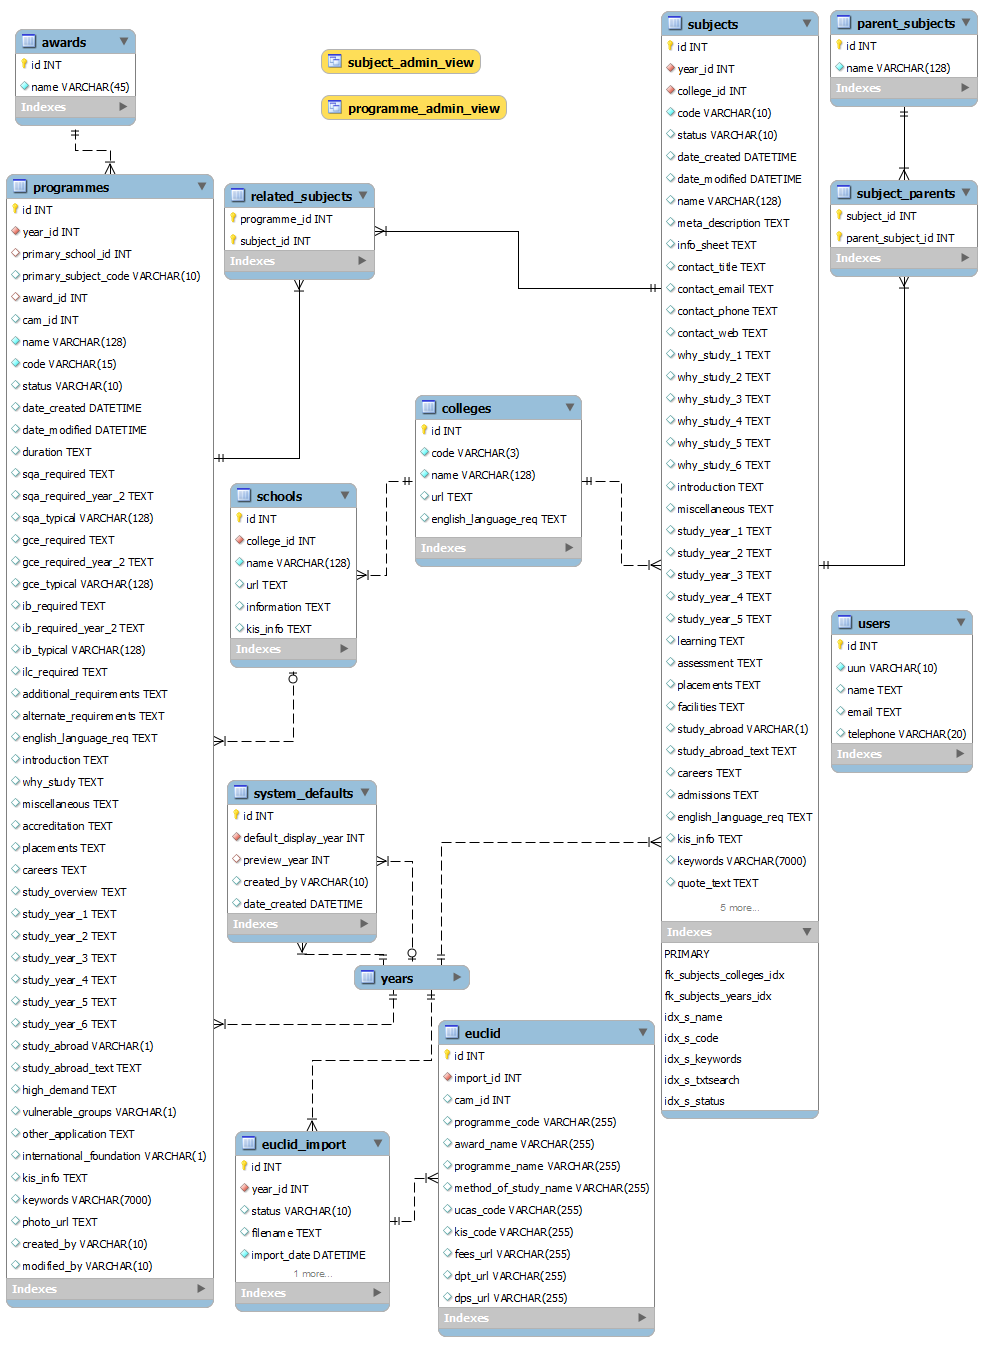 awards
id INT
name VARCHAR(45)
Indexes
subject_admin_view
programme_admin_view
programmes
id INT
year_id INT
primary_school_id INT
primary_subject_code VARCHAR(10)
award_id INT
cam_id INT
name VARCHAR(128)
code VARCHAR(15)
status VARCHAR(10)
date_created DATETIME
date_modified DATETIME
duration TEXT
sqa_required TEXT
sqa_required_year_2 TEXT
sqa_typical VARCHAR(128)
gce_required TEXT
gce_required_year_2 TEXT
gce_typical VARCHAR(128)
ib_required TEXT
ib_required_year_2 TEXT
ib_typical VARCHAR(128)
ilc_required TEXT
additional_requirements TEXT
alternate_requirements TEXT
english_language_req TEXT
introduction TEXT
why_study TEXT
miscellaneous TEXT
accreditation TEXT
placements TEXT
careers TEXT
study_overview TEXT
study_year_1 TEXT
study_year_2 TEXT
study_year_3 TEXT
study_year_4 TEXT
study_year_5 TEXT
study_year_6 TEXT
study_abroad VARCHAR(1)
study_abroad_text TEXT
high_demand TEXT
vulnerable_groups VARCHAR(1)
other_application TEXT
international_foundation VARCHAR(1)
kis_info TEXT
keywords VARCHAR(7000)
photo_url TEXT
created_by VARCHAR(10)
modified_by VARCHAR(10)
Indexes
related_subjects
programme_id INT
subject_id INT
Indexes
colleges
id INT
code VARCHAR(3)
name VARCHAR(128)
url TEXT
english_language_req TEXT
Indexes
schools
id INT
college_id INT
name VARCHAR(128)
url TEXT
information TEXT
kis_info TEXT
Indexes
system_defaults
id INT
default_display_year INT
preview_year INT
created_by VARCHAR(10)
date_created DATETIME
Indexes
years
euclid_import
id INT
year_id INT
status VARCHAR(10)
filename TEXT
import_date DATETIME
1 more...
Indexes
euclid
id INT
import_id INT
cam_id INT
programme_code VARCHAR(255)
award_name VARCHAR(255)
programme_name VARCHAR(255)
method_of_study_name VARCHAR(255)
ucas_code VARCHAR(255)
kis_code VARCHAR(255)
fees_url VARCHAR(255)
dpt_url VARCHAR(255)
dps_url VARCHAR(255)
Indexes
subjects
id INT
year_id INT
college_id INT
code VARCHAR(10)
status VARCHAR(10)
date_created DATETIME
date_modified DATETIME
name VARCHAR(128)
meta_description TEXT
info_sheet TEXT
contact_title TEXT
contact_email TEXT
contact_phone TEXT
contact_web TEXT
why_study_1 TEXT
why_study_2 TEXT
why_study_3 TEXT
why_study_4 TEXT
why_study_5 TEXT
why_study_6 TEXT
introduction TEXT
miscellaneous TEXT
study_year_1 TEXT
study_year_2 TEXT
study_year_3 TEXT
study_year_4 TEXT
study_year_5 TEXT
learning TEXT
assessment TEXT
placements TEXT
facilities TEXT
study_abroad VARCHAR(1)
study_abroad_text TEXT
careers TEXT
admissions TEXT
english_language_req TEXT
kis_info TEXT
keywords VARCHAR(7000)
quote_text TEXT
5 more...
Indexes
PRIMARY
fk_subjects_colleges_idx
fk_subjects_years_idx
idx_s_name
idx_s_code
idx_s_keywords
idx_s_txtsearch
idx_s_status
parent_subjects
id INT
name VARCHAR(128)
Indexes
subject_parents
subject_id INT
parent_subject_id INT
Indexes
users
id INT
uun VARCHAR(10)
name TEXT
email TEXT
telephone VARCHAR(20)
Indexes